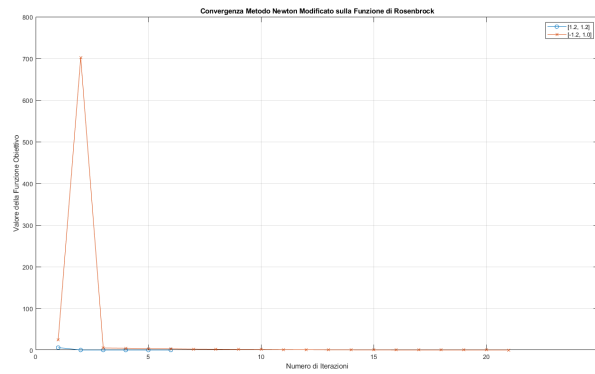 Convergenza Metodo Newton Modificato sulla Funzione di Rosenbrock
[1.2, 1.2]
[-1.2, 1.0]
Valore della Funzione Obiettivo
800
700
600
500
400
300
200
100
0
0 5 10 15 20
Numero di Iterazioni